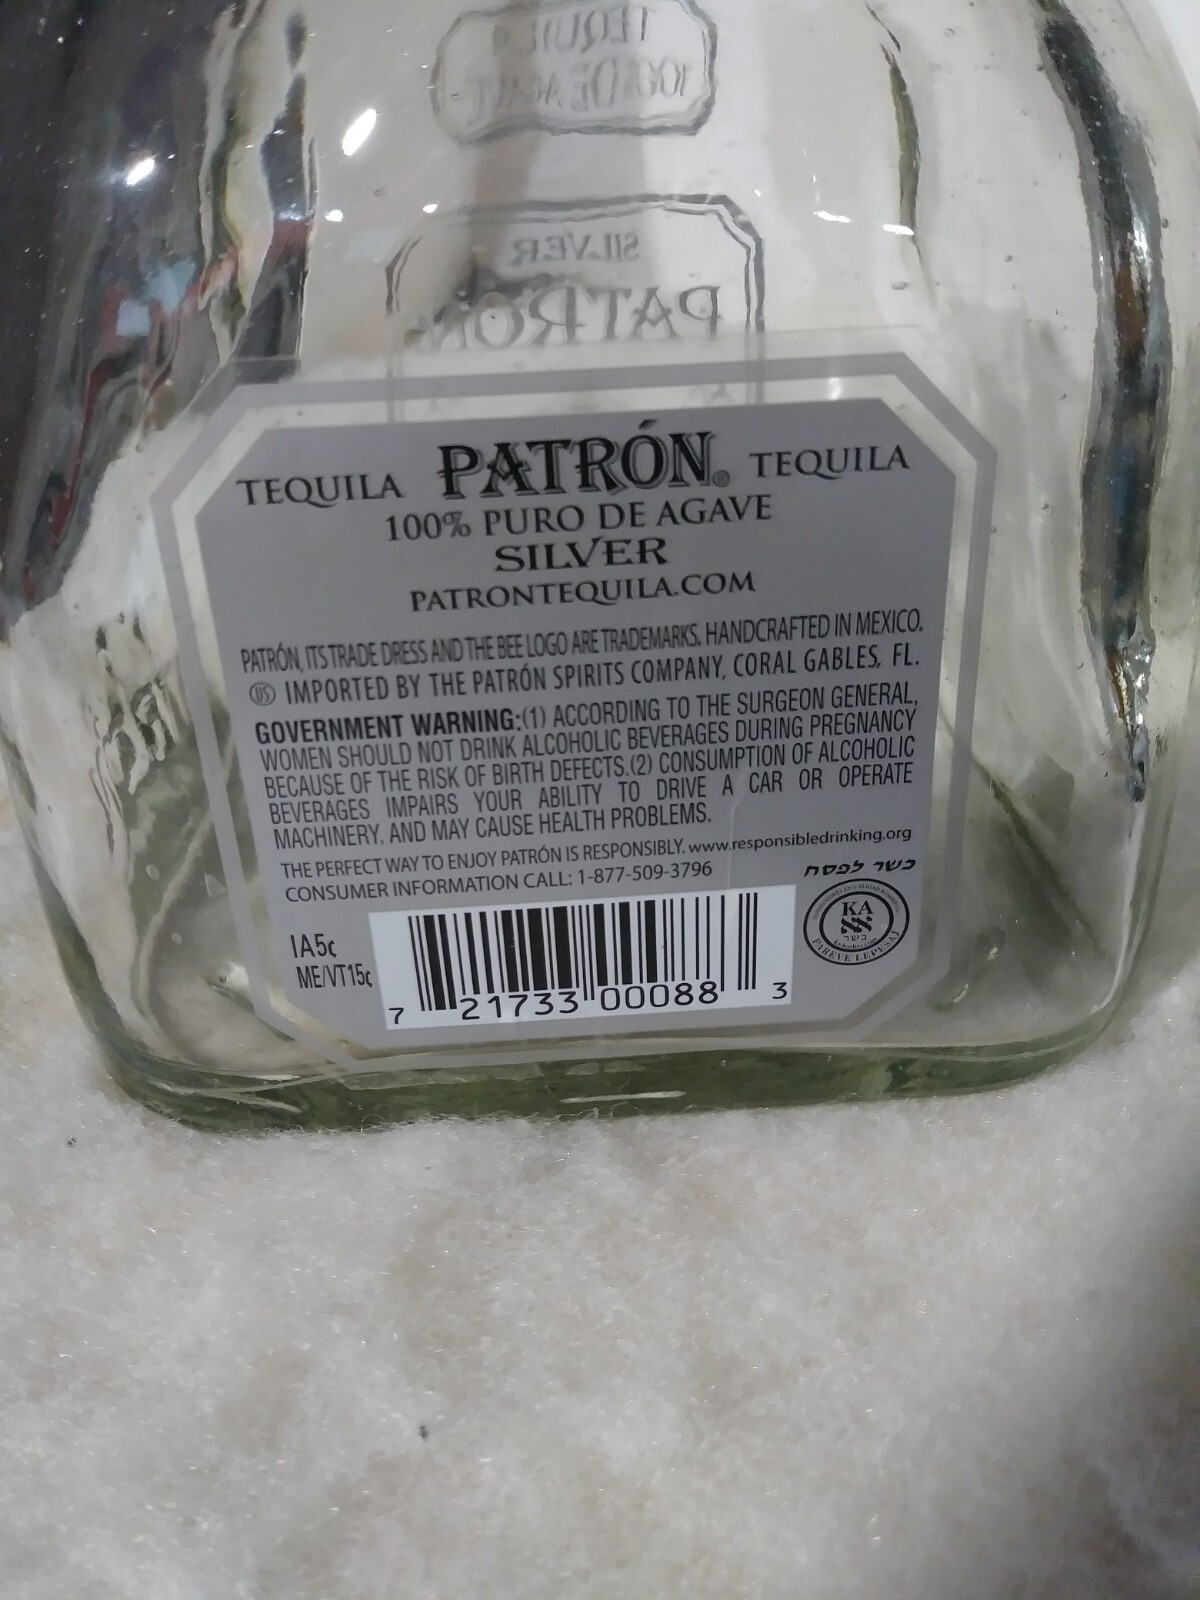 TEQUILA
100% DE AGAVE
SILVER
PATRÓN
TEQUILA PATRÓN® TEQUILA
100% PURO DE AGAVE
SILVER
PATRONTEQUILA.COM
PATRÓN, ITS TRADE DRESS AND THE BEE LOGO ARE TRADEMARKS. HANDCRAFTED IN MEXICO.
US IMPORTED BY THE PATRÓN SPIRITS COMPANY, CORAL GABLES, FL.
GOVERNMENT WARNING:(1) ACCORDING TO THE SURGEON GENERAL,
WOMEN SHOULD NOT DRINK ALCOHOLIC BEVERAGES DURING PREGNANCY
BECAUSE OF THE RISK OF BIRTH DEFECTS.(2) CONSUMPTION OF ALCOHOLIC
BEVERAGES IMPAIRS YOUR ABILITY TO DRIVE A CAR OR OPERATE
MACHINERY, AND MAY CAUSE HEALTH PROBLEMS.
THE PERFECT WAY TO ENJOY PATRÓN IS RESPONSIBLY. www.responsibledrinking.org
CONSUMER INFORMATION CALL: 1-877-509-3796
כשר לפסח
IA5¢
ME/VT15¢
KA
כשר
PAREVE LEPESAJ
7 21733 00088 3